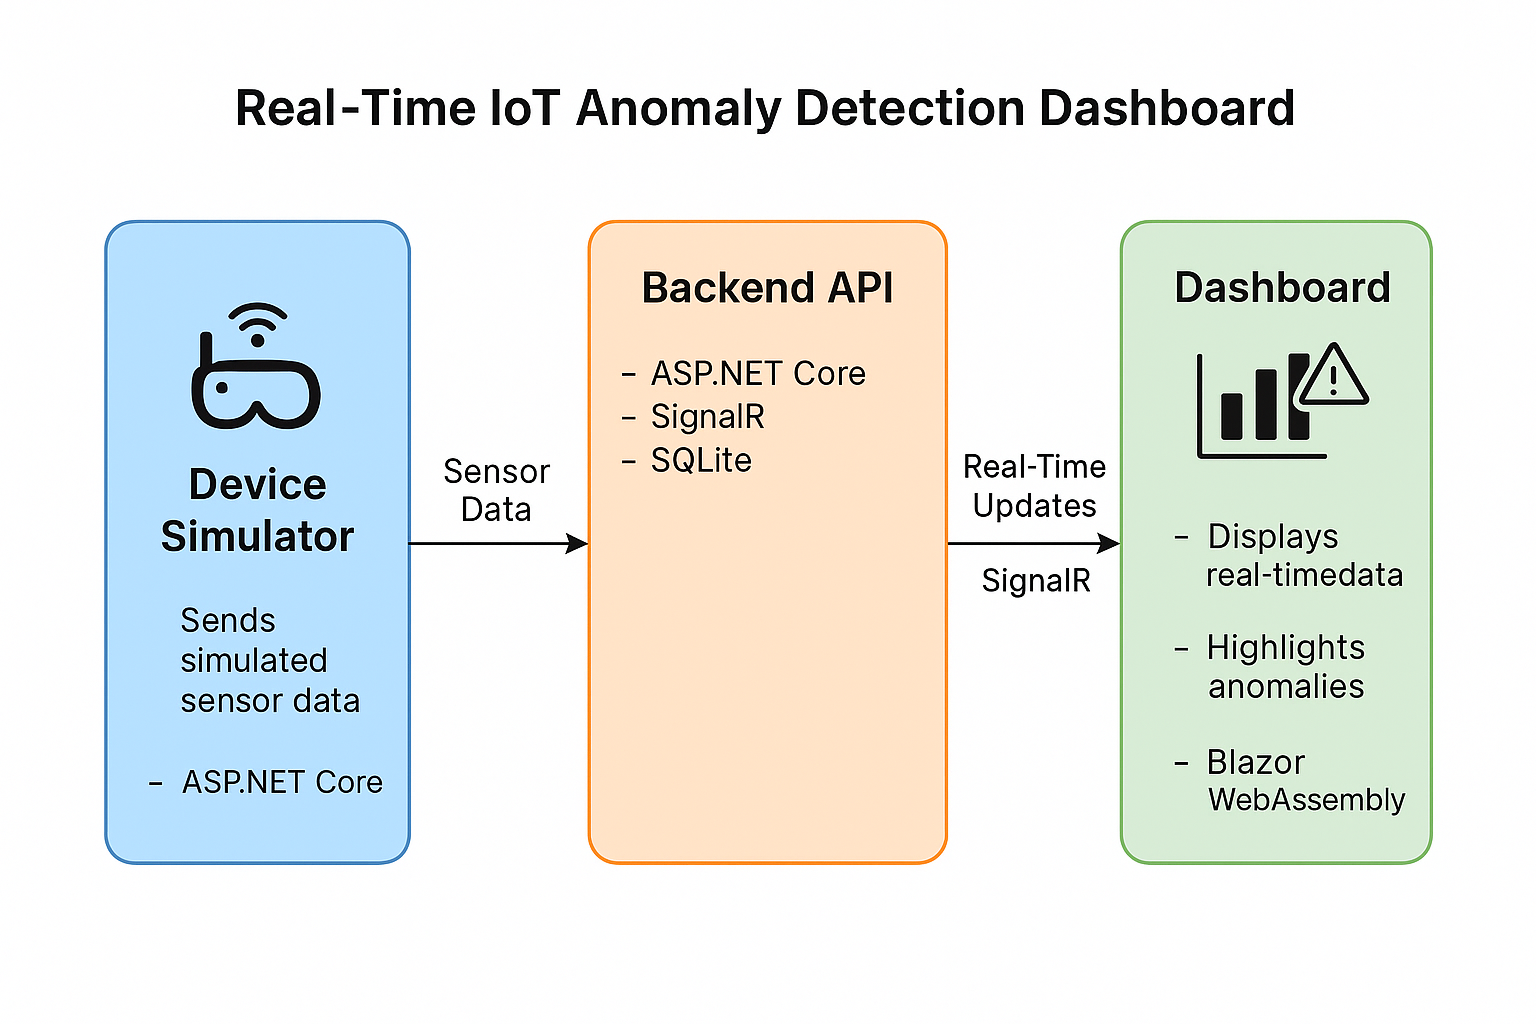 Real-Time IoT Anomaly Detection Dashboard
Device
Simulator
Sends
simulated
sensor data
– ASP.NET Core
Sensor
Data
Backend API
– ASP.NET Core
– SignalR
– SQLite
Real-Time
Updates
SignalR
Dashboard
– Displays
real-timedata
– Highlights
anomalies
– Blazor
WebAssembly